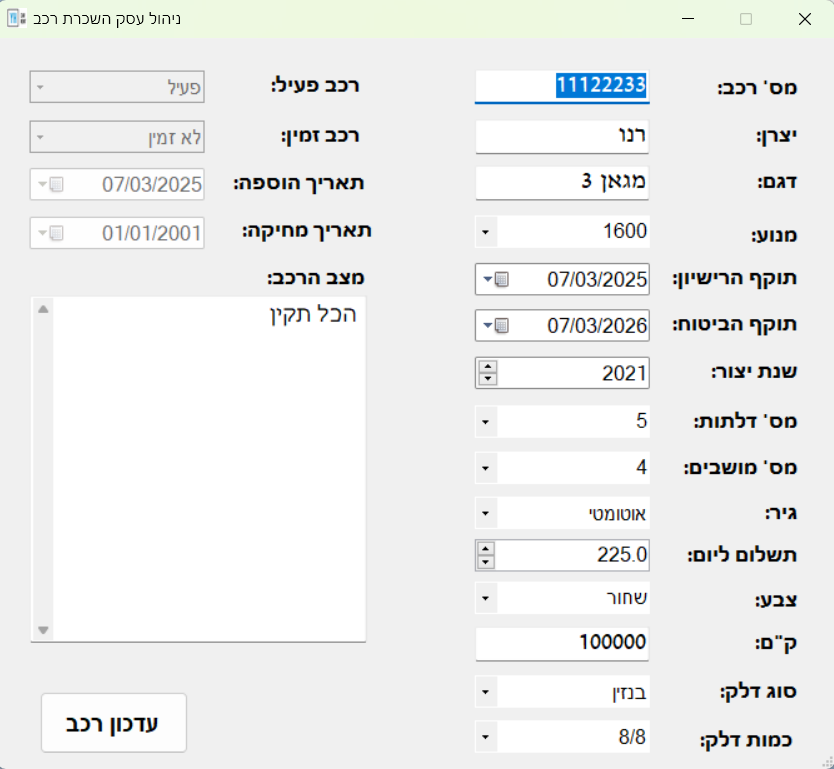 ניהול עסק השכרת רכב
מס' רכב: 11122233
יצרן: רנו
דגם: מגאן 3
מנוע: 1600
תוקף הרישיון: 07/03/2025
תוקף הביטוח: 07/03/2026
שנת יצור: 2021
מס' דלתות: 5
מס' מושבים: 4
גיר: אוטומטי
תשלום ליום: 225.0
צבע: שחור
ק"ם: 100000
סוג דלק: בנזין
כמות דלק: 8/8
רכב פעיל: פעיל
רכב זמין: לא זמין
תאריך הוספה: 07/03/2025
תאריך מחיקה: 01/01/2001
מצב הרכב:
הכל תקין
עדכון רכב